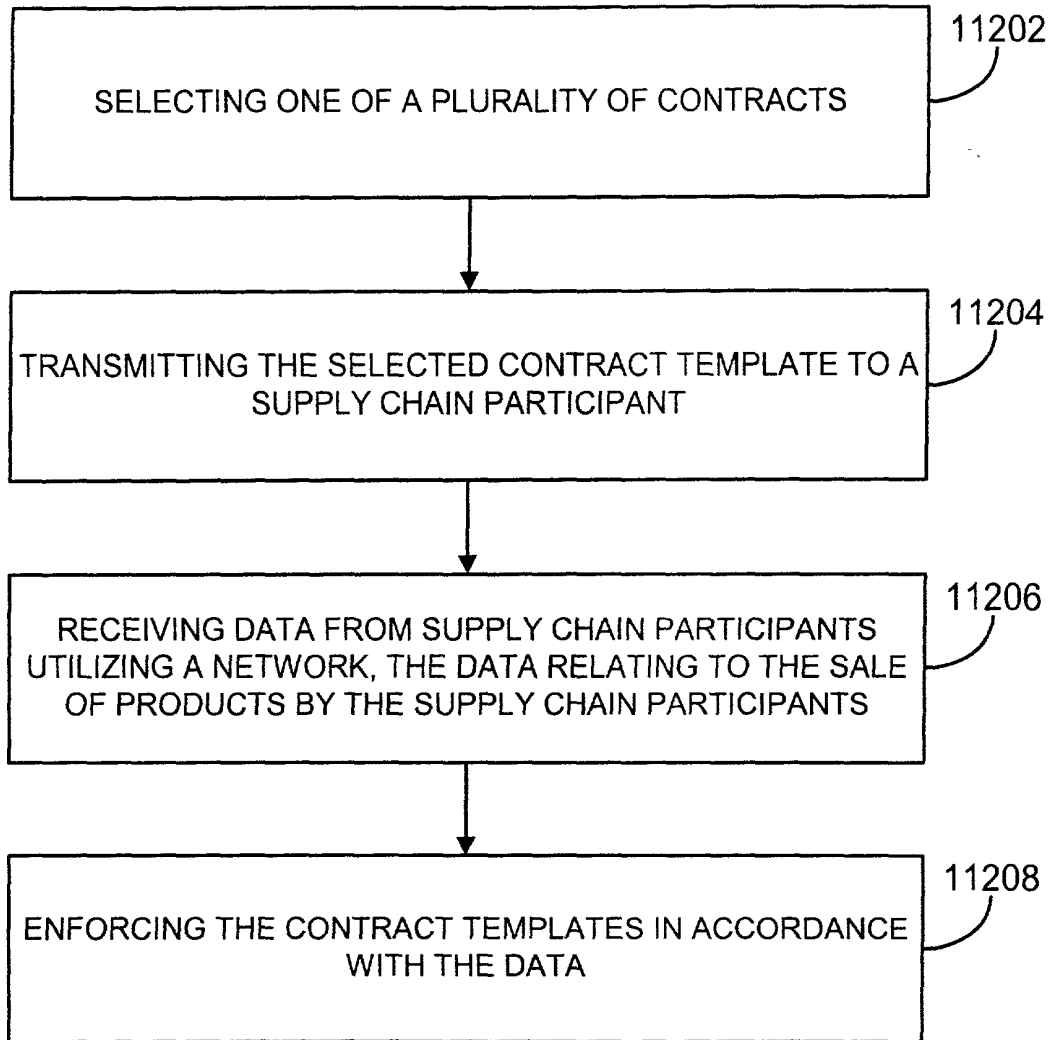 11202
SELECTING ONE OF A PLURALITY OF CONTRACTS
11204
TRANSMITTING THE SELECTED CONTRACT TEMPLATE TO A
SUPPLY CHAIN PARTICIPANT
11206
RECEIVING DATA FROM SUPPLY CHAIN PARTICIPANTS
UTILIZING A NETWORK, THE DATA RELATING TO THE SALE
OF PRODUCTS BY THE SUPPLY CHAIN PARTICIPANTS
11208
ENFORCING THE CONTRACT TEMPLATES IN ACCORDANCE
WITH THE DATA